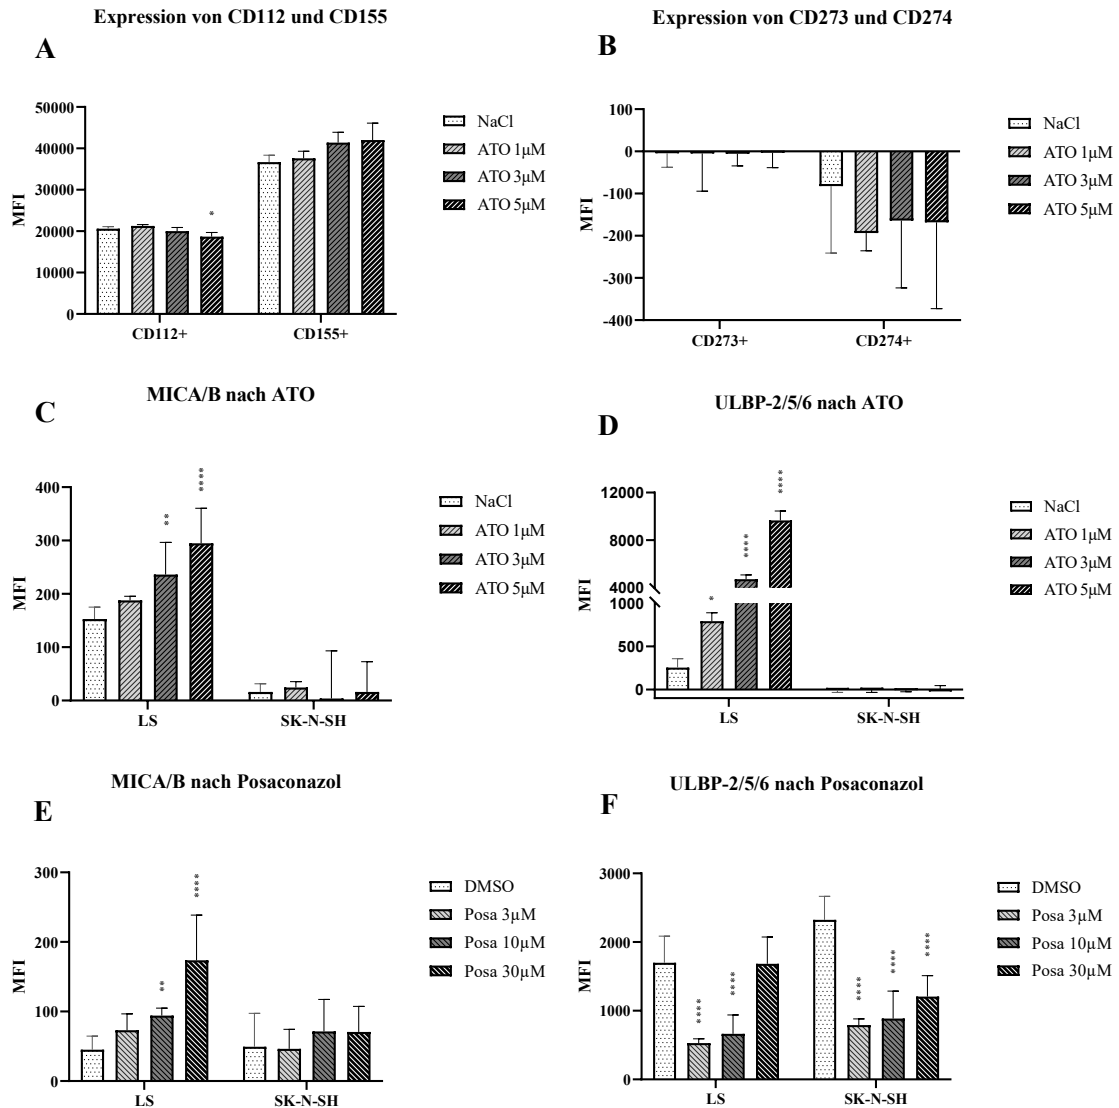 Expression von CD112 und CD155
A
50000
40000
30000
20000
10000
0
MFI
*
CD112+
CD155+
NaCl
ATO 1µM
ATO 3µM
ATO 5µM
Expression von CD273 und CD274
B
100
0
-100
-200
-300
-400
MFI
CD273+
CD274+
NaCl
ATO 1µM
ATO 3µM
ATO 5µM
MICA/B nach ATO
C
400
300
200
100
0
MFI
**
****
LS
SK-N-SH
NaCl
ATO 1µM
ATO 3µM
ATO 5µM
ULBP-2/5/6 nach ATO
D
12000
8000
4000
1000
500
0
MFI
*
****
****
LS
SK-N-SH
NaCl
ATO 1µM
ATO 3µM
ATO 5µM
MICA/B nach Posaconazol
E
300
200
100
0
MFI
**
****
LS
SK-N-SH
DMSO
Posa 3µM
Posa 10µM
Posa 30µM
ULBP-2/5/6 nach Posaconazol
F
3000
2000
1000
0
MFI
****
****
****
****
****
LS
SK-N-SH
DMSO
Posa 3µM
Posa 10µM
Posa 30µM